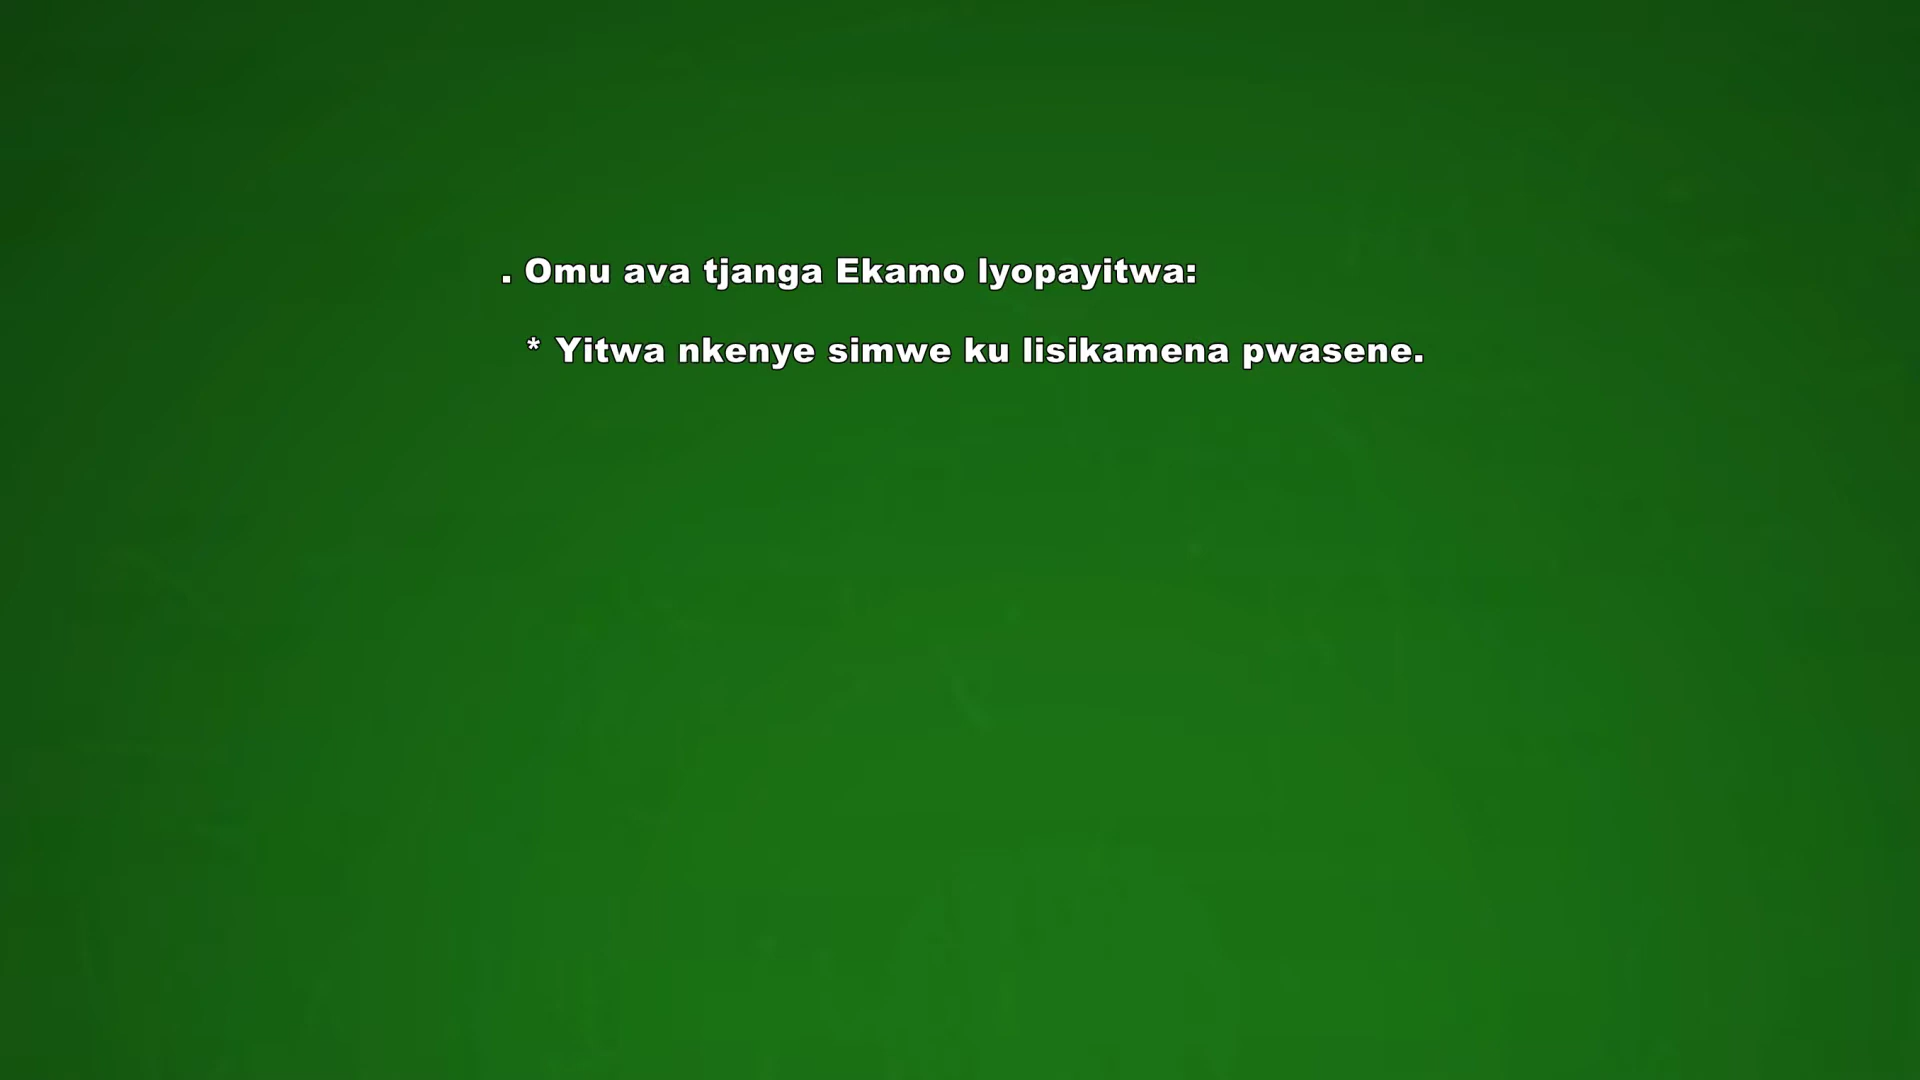 . Omu ava tjanga Ekamo lyopayitwa:
* Yitwa nkenye simwe ku lisikamena pwasene.